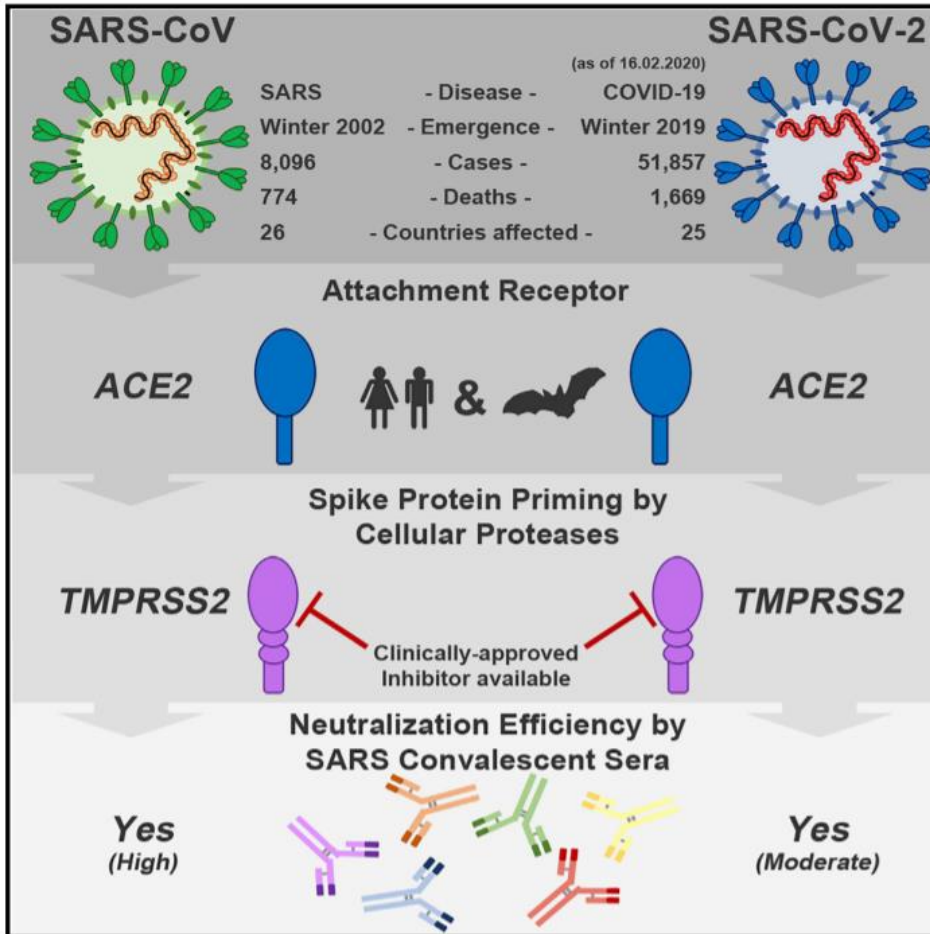 SARS-CoV
SARS-CoV-2
(as of 16.02.2020)
SARS - Disease - COVID-19
Winter 2002 - Emergence - Winter 2019
8,096 - Cases - 51,857
774 - Deaths - 1,669
26 - Countries affected - 25
Attachment Receptor
ACE2 & ACE2
Spike Protein Priming by
Cellular Proteases
TMPRSS2 TMPRSS2
Clinically-approved
Inhibitor available
Neutralization Efficiency by
SARS Convalescent Sera
Yes Yes
(High) (Moderate)